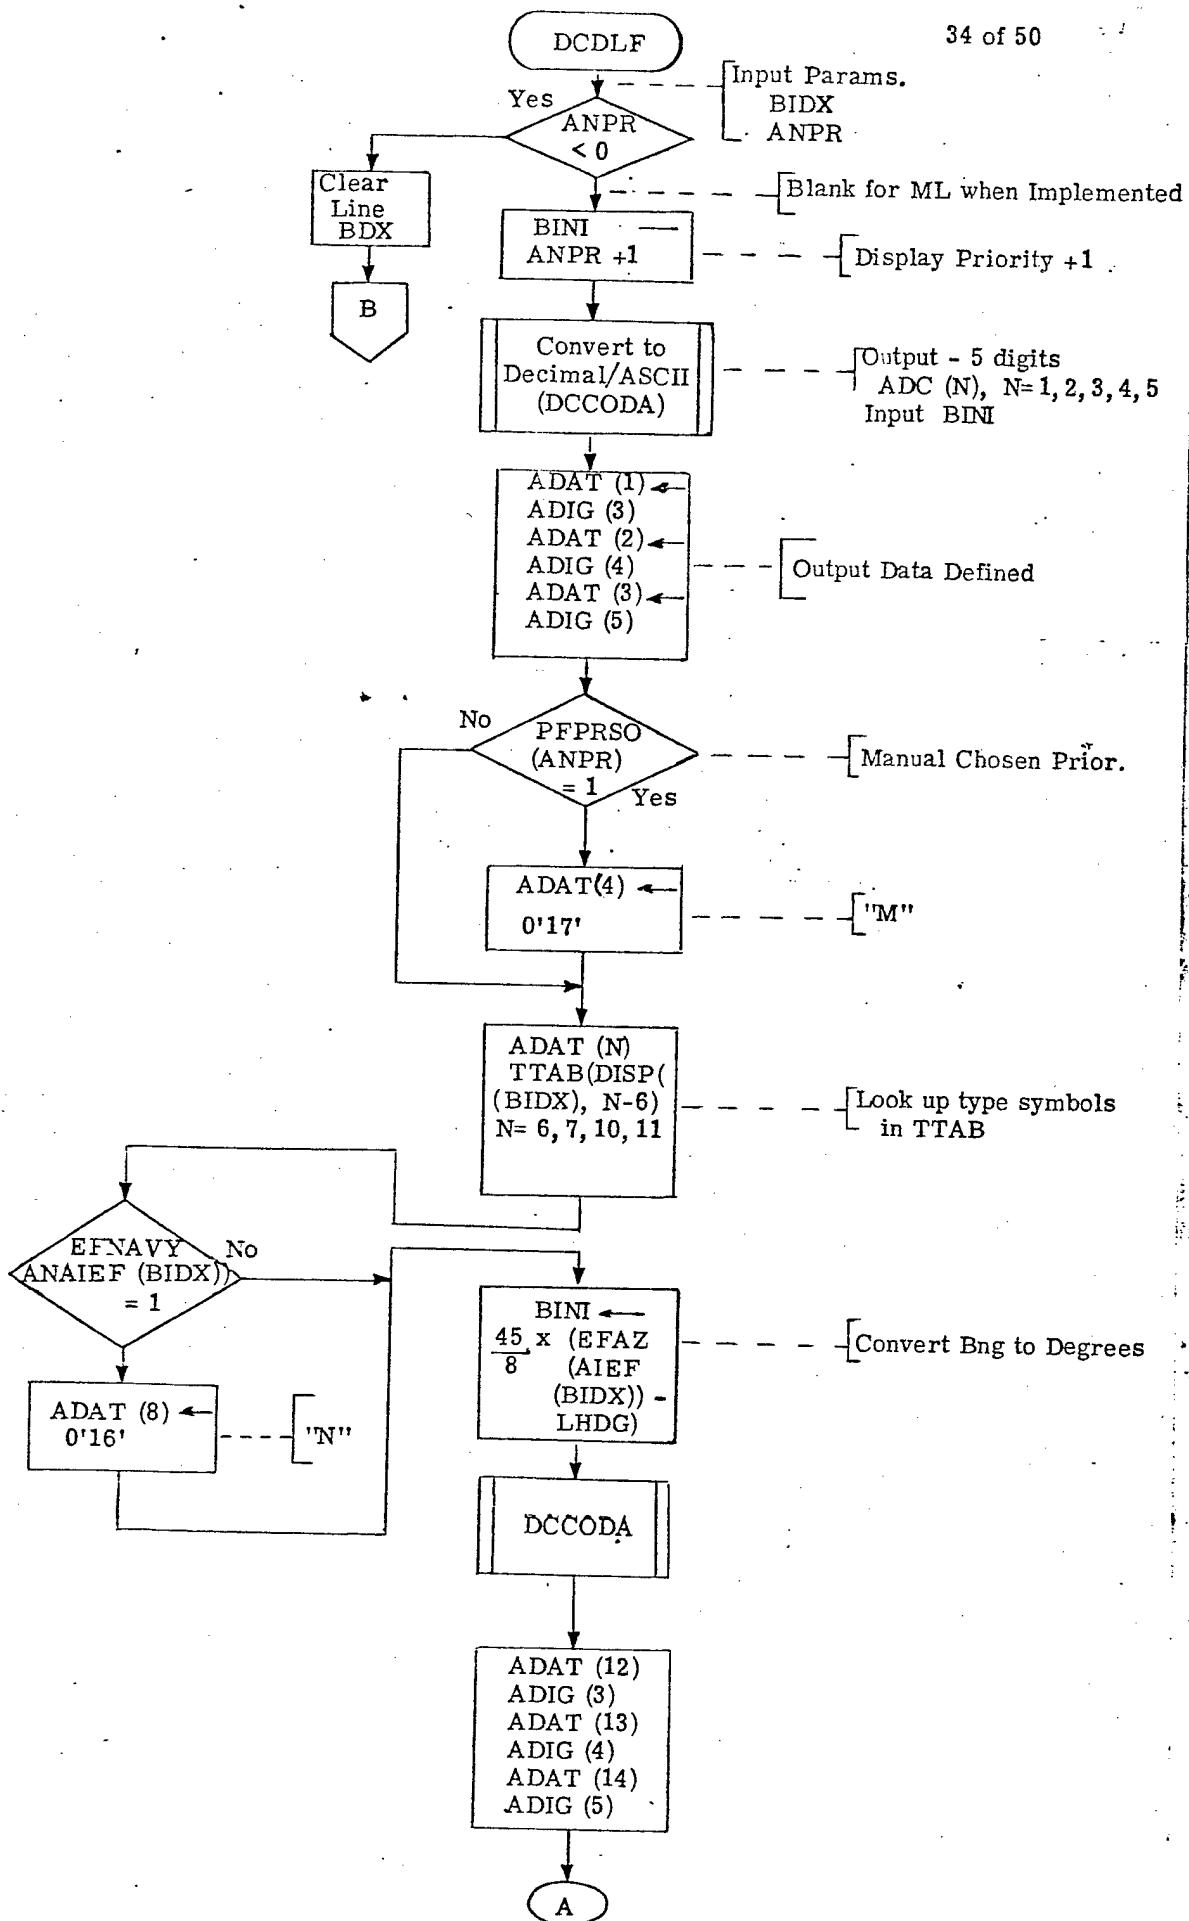 34 of 50
DCDLF
Input Params.
BIDX
ANPR
Yes
ANPR
< 0
Clear
Line
BDX
B
Blank for ML when Implemented
BINI
ANPR +1
Display Priority +1
Convert to
Decimal/ASCII
(DCCODA)
Output - 5 digits
ADC (N), N= 1, 2, 3, 4, 5
Input BINI
ADAT (1) ←
ADIG (3)
ADAT (2) ←
ADIG (4)
ADAT (3) ←
ADIG (5)
Output Data Defined
No
PFPRSO
(ANPR)
= 1
Yes
Manual Chosen Prior.
ADAT(4) ←
0'17'
"M"
ADAT (N)
TTAB(DISP(
(BIDX), N-6)
N= 6, 7, 10, 11
Look up type symbols
in TTAB
EFNAVY
ANAIEF (BIDX))
= 1
No
ADAT (8) ←
0'16'
"N"
BINI ←
45/8 x (EFAZ
(AIEF
(BIDX)) -
LHDG)
Convert Bng to Degrees
DCCODA
ADAT (12)
ADIG (3)
ADAT (13)
ADIG (4)
ADAT (14)
ADIG (5)
A